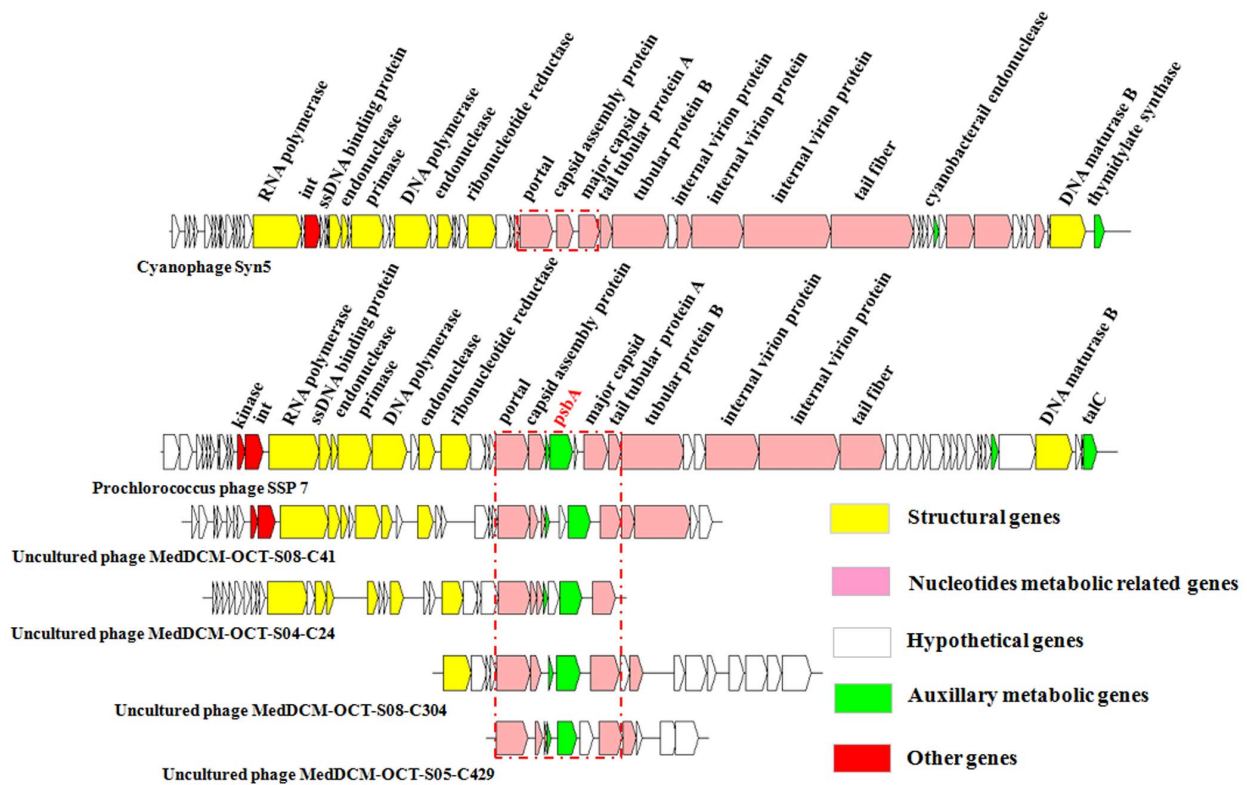 RNA polymerase
int
ssDNA binding protein
endonuclease
primase
DNA polymerase
endonuclease
ribonucleotide reductase
portal
capsid assembly protein
major capsid
tail tubular protein A
tubular protein B
internal virion protein
internal virion protein
internal virion protein
tail fiber
cyanobacterail endonuclease
DNA maturase B
thymidylate synthase
Cyanophage Syn5
kinase
int
RNA polymerase
ssDNA binding protein
endonuclease
primase
DNA polymerase
endonuclease
ribonucleotide reductase
portal
capsid assembly protein
psbA
major capsid
tail tubular protein A
tubular protein B
internal virion protein
internal virion protein
tail fiber
DNA maturase B
talC
Prochlorococcus phage SSP 7
Uncultured phage MedDCM-OCT-S08-C41
Uncultured phage MedDCM-OCT-S04-C24
Uncultured phage MedDCM-OCT-S08-C304
Uncultured phage MedDCM-OCT-S05-C429
Structural genes
Nucleotides metabolic related genes
Hypothetical genes
Auxillary metabolic genes
Other genes